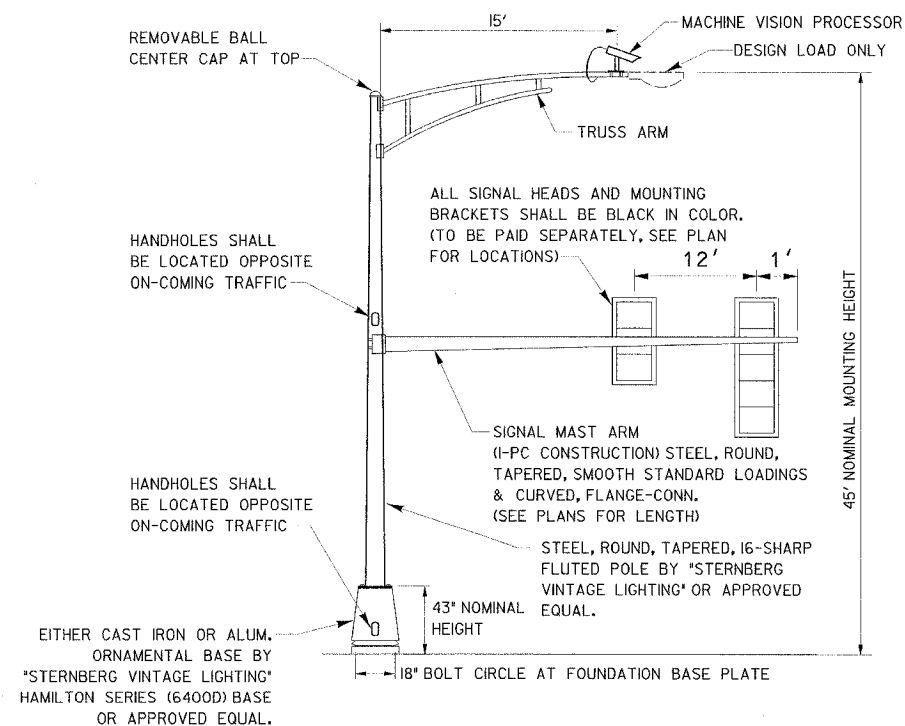 15'
MACHINE VISION PROCESSOR
DESIGN LOAD ONLY
REMOVABLE BALL
CENTER CAP AT TOP
TRUSS ARM
ALL SIGNAL HEADS AND MOUNTING
BRACKETS SHALL BE BLACK IN COLOR.
(TO BE PAID SEPARATELY, SEE PLAN
FOR LOCATIONS)
12'
1'
HANDHOLES SHALL
BE LOCATED OPPOSITE
ON-COMING TRAFFIC
45' NOMINAL MOUNTING HEIGHT
SIGNAL MAST ARM
(1-PC CONSTRUCTION) STEEL, ROUND,
TAPERED, SMOOTH STANDARD LOADINGS
& CURVED, FLANGE-CONN.
(SEE PLANS FOR LENGTH)
HANDHOLES SHALL
BE LOCATED OPPOSITE
ON-COMING TRAFFIC
STEEL, ROUND, TAPERED, 16-SHARP
FLUTED POLE BY "STERNBERG
VINTAGE LIGHTING" OR APPROVED
EQUAL.
43" NOMINAL
HEIGHT
EITHER CAST IRON OR ALUM.
ORNAMENTAL BASE BY
"STERNBERG VINTAGE LIGHTING"
HAMILTON SERIES (6400D) BASE
OR APPROVED EQUAL.
18" BOLT CIRCLE AT FOUNDATION BASE PLATE